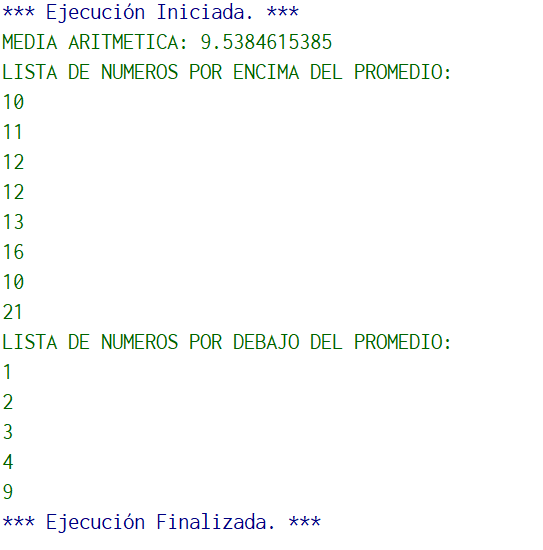 *** Ejecución Iniciada. ***
MEDIA ARITMETICA: 9.5384615385
LISTA DE NUMEROS POR ENCIMA DEL PROMEDIO:
10
11
12
12
13
16
10
21
LISTA DE NUMEROS POR DEBAJO DEL PROMEDIO:
1
2
3
4
9
*** Ejecución Finalizada. ***